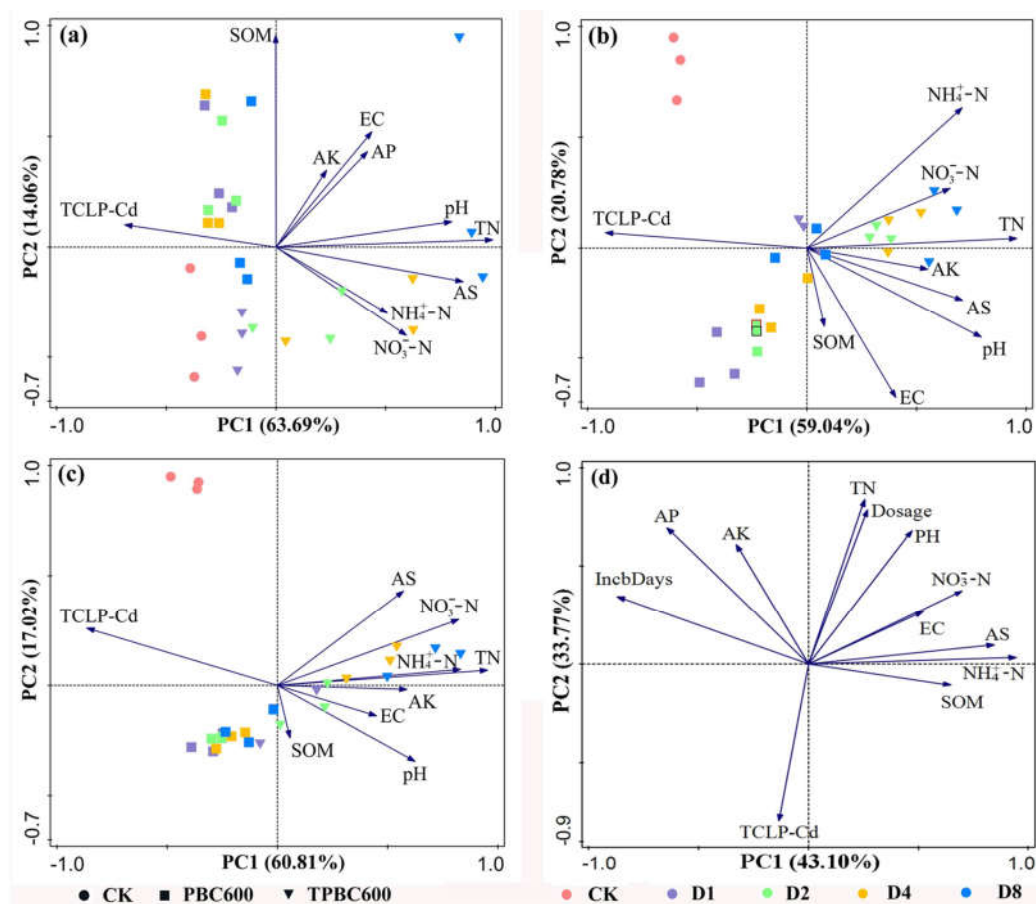 (a)
1.0
SOM
EC
AP
AK
TCLP-Cd
pH
TN
AS
NH₄⁺-N
NO₃⁻-N
PC2 (14.06%)
-0.7
-1.0
PC1 (63.69%)
1.0
(b)
1.0
NH₄⁺-N
NO₃⁻-N
TCLP-Cd
TN
AK
AS
SOM
pH
EC
PC2 (20.78%)
-0.7
-1.0
PC1 (59.04%)
1.0
(c)
1.0
AS
NO₃⁻-N
TCLP-Cd
NH₄⁺-N
TN
AK
EC
SOM
pH
PC2 (17.02%)
-0.7
-1.0
PC1 (60.81%)
1.0
(d)
1.0
TN
AP
Dosage
AK
PH
IncbDays
NO₃⁻-N
EC
AS
NH₄⁺-N
SOM
TCLP-Cd
PC2 (33.77%)
-0.9
-1.0
PC1 (43.10%)
1.0
CK PBC600 TPBC600 CK D1 D2 D4 D8